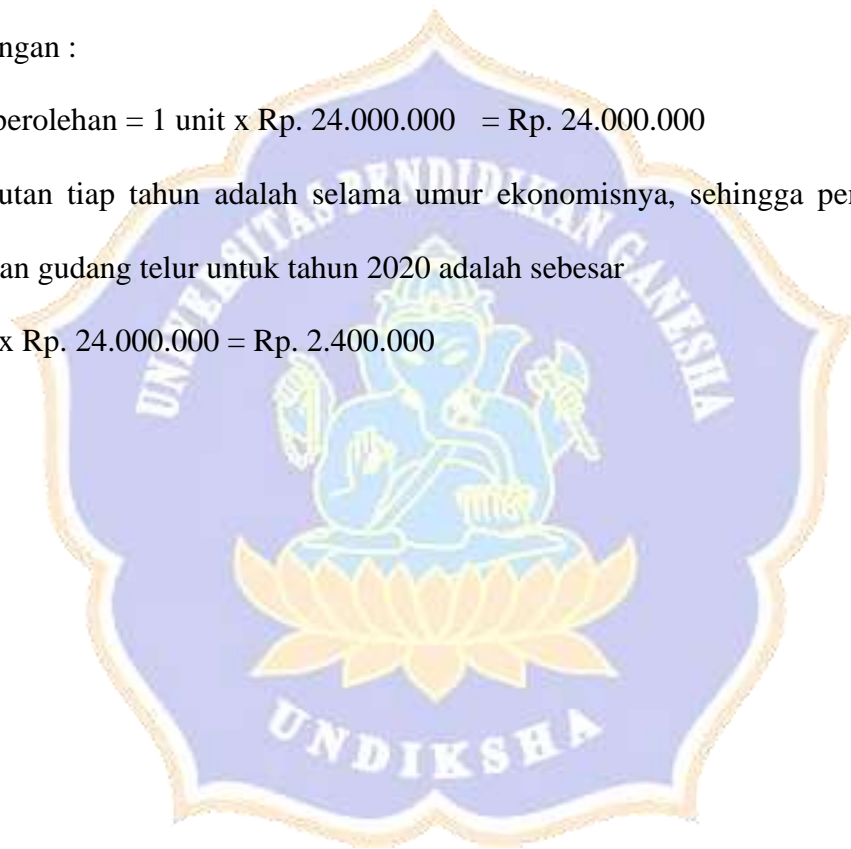 ngan :
perolehan = 1 unit x Rp. 24.000.000 = Rp. 24.000.000
utan tiap tahun adalah selama umur ekonomisnya, sehingga per
an gudang telur untuk tahun 2020 adalah sebesar
x Rp. 24.000.000 = Rp. 2.400.000
UNIVERSITAS PENDIDIKAN GANESHA
UNDIKSHA